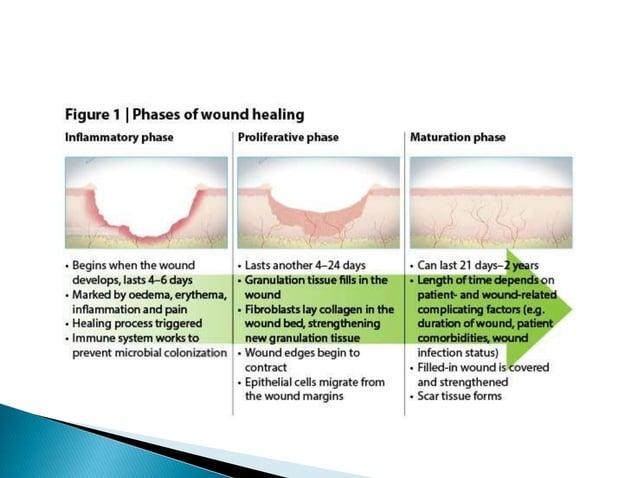 Figure 1 | Phases of wound healing
Inflammatory phase
• Begins when the wound
develops, lasts 4–6 days
• Marked by oedema, erythema,
inflammation and pain
• Healing process triggered
• Immune system works to
prevent microbial colonization
Proliferative phase
• Lasts another 4–24 days
• Granulation tissue fills in the
wound
• Fibroblasts lay collagen in the
wound bed, strengthening
new granulation tissue
• Wound edges begin to
contract
• Epithelial cells migrate from
the wound margins
Maturation phase
• Can last 21 days–2 years
• Length of time depends on
patient- and wound-related
complicating factors (e.g.
duration of wound, patient
comorbidities, wound
infection status)
• Filled-in wound is covered
and strengthened
• Scar tissue forms